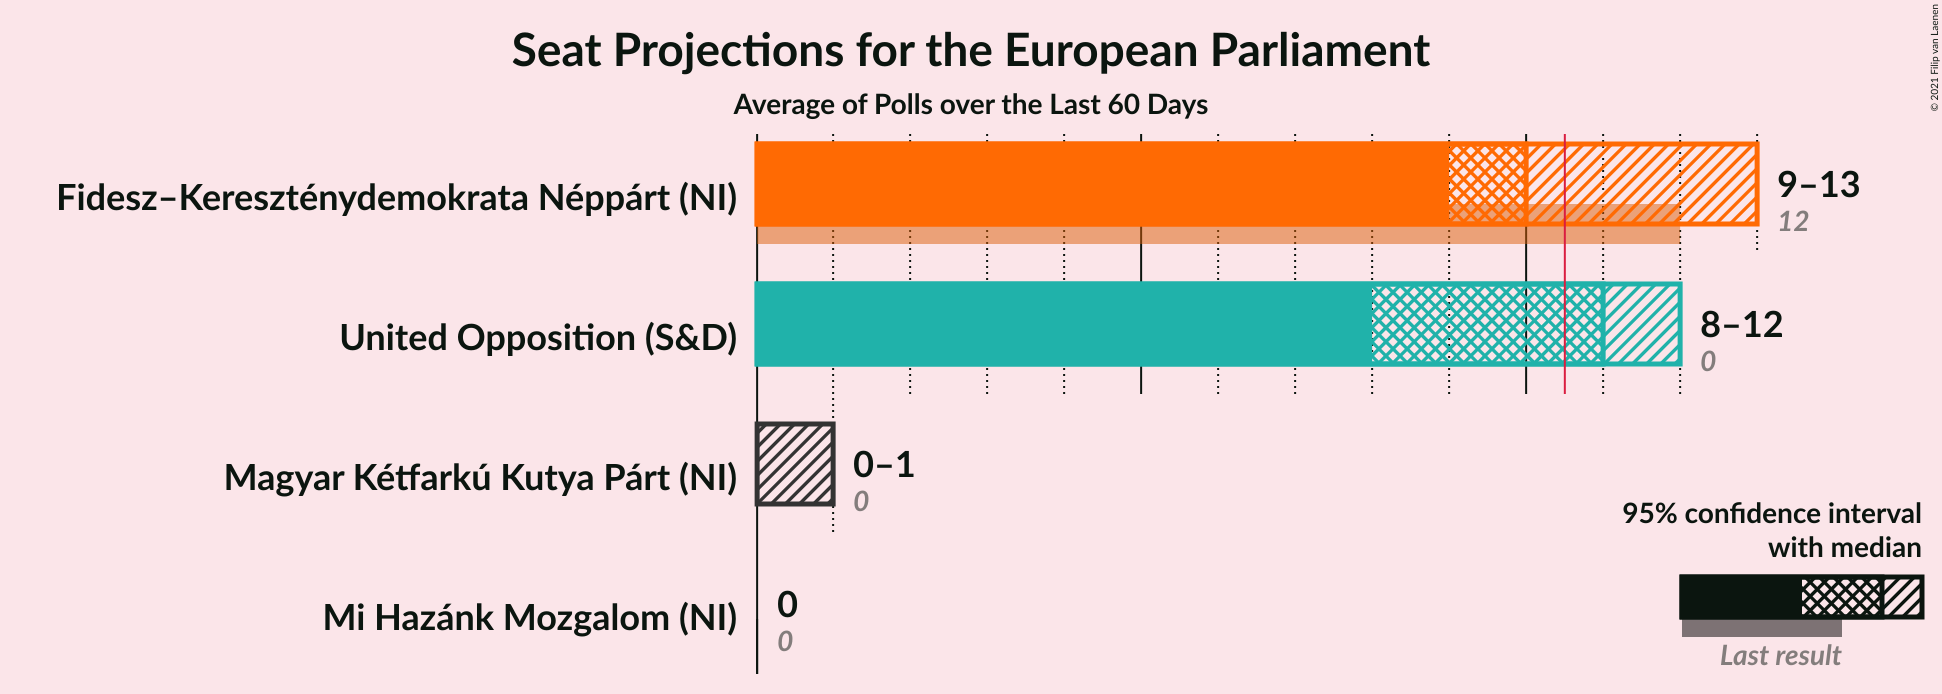 Seat Projections for the European Parliament
Average of Polls over the Last 60 Days
© 2021 Filip van Laenen
Fidesz–Kereszténydemokrata Néppárt (NI)
9–13
12
United Opposition (S&D)
8–12
0
Magyar Kétfarkú Kutya Párt (NI)
0–1
0
Mi Hazánk Mozgalom (NI)
0
0
95% confidence interval
with median
Last result